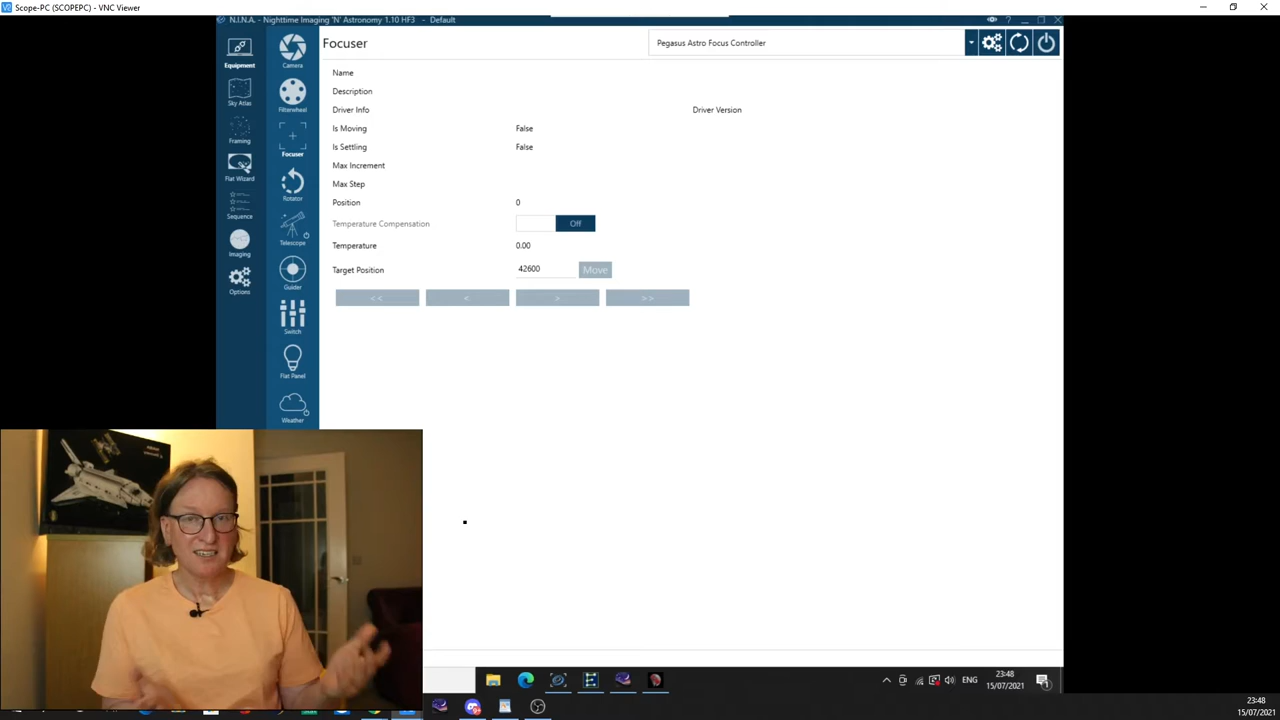 Scope-PC (SCOPEPC) - VNC Viewer
N.I.N.A. - Nighttime Imaging 'N' Astronomy 1.10 HF3 - Default
Equipment
Sky Atlas
Framing
Flat Wizard
Sequence
Imaging
Options
Camera
Filterwheel
Focuser
Rotator
Telescope
Guider
Switch
Flat Panel
Weather
Focuser
Pegasus Astro Focus Controller
Name
Description
Driver Info
Driver Version
Is Moving False
Is Settling False
Max Increment
Max Step
Position 0
Temperature Compensation Off
Temperature 0.00
Target Position 42600 Move
<< < > >>
ENG
23:48
15/07/2021
23:48
15/07/2021